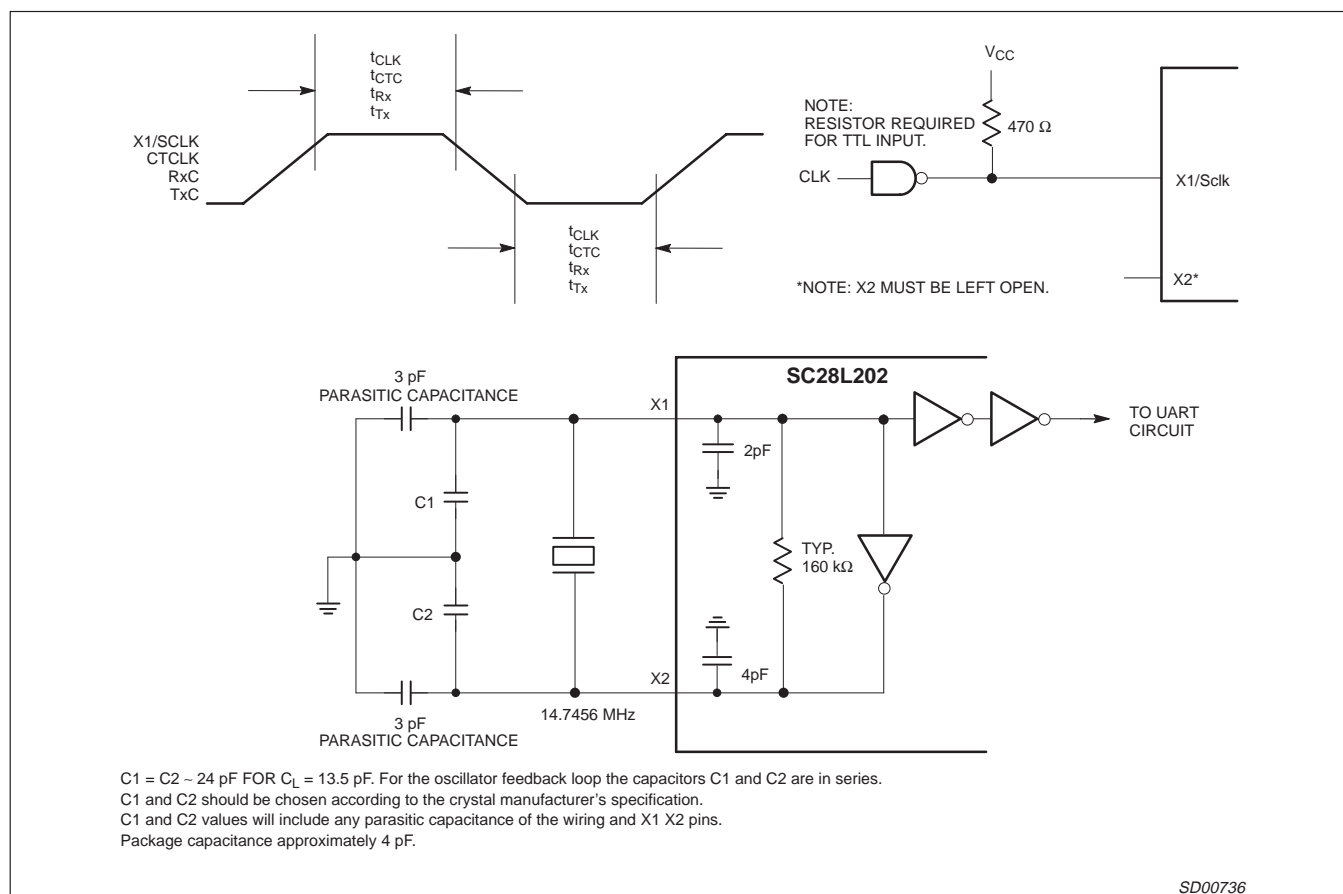 tCLK
tCTC
tRx
tTx
X1/SCLK
CTCLK
RxC
TxC
tCLK
tCTC
tRx
tTx
VCC
NOTE:
RESISTOR REQUIRED
FOR TTL INPUT.
470 Ω
CLK
X1/Sclk
*NOTE: X2 MUST BE LEFT OPEN.
X2*
3 pF
PARASITIC CAPACITANCE
X1
SC28L202
TO UART
CIRCUIT
2pF
C1
TYP.
160 kΩ
C2
4pF
X2
3 pF
PARASITIC CAPACITANCE
14.7456 MHz
C1 = C2 ~ 24 pF FOR CL = 13.5 pF. For the oscillator feedback loop the capacitors C1 and C2 are in series.
C1 and C2 should be chosen according to the crystal manufacturer's specification.
C1 and C2 values will include any parasitic capacitance of the wiring and X1 X2 pins.
Package capacitance approximately 4 pF.
SD00736